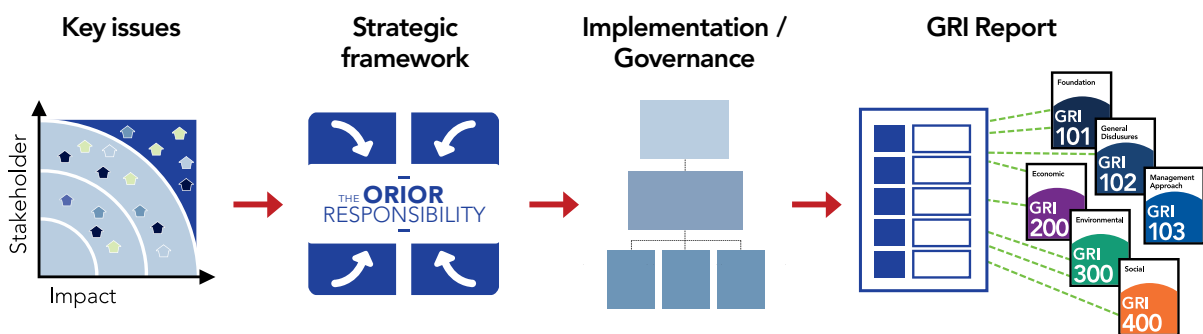 Key issues
Strategic
framework
Implementation /
Governance
GRI Report
Stakeholder
Impact
THE ORIOR
RESPONSIBILITY
Foundation
GRI
101
General
Disclusures
GRI
102
Economic
GRI
200
Management
Approach
GRI
103
Environmental
GRI
300
Social
GRI
400